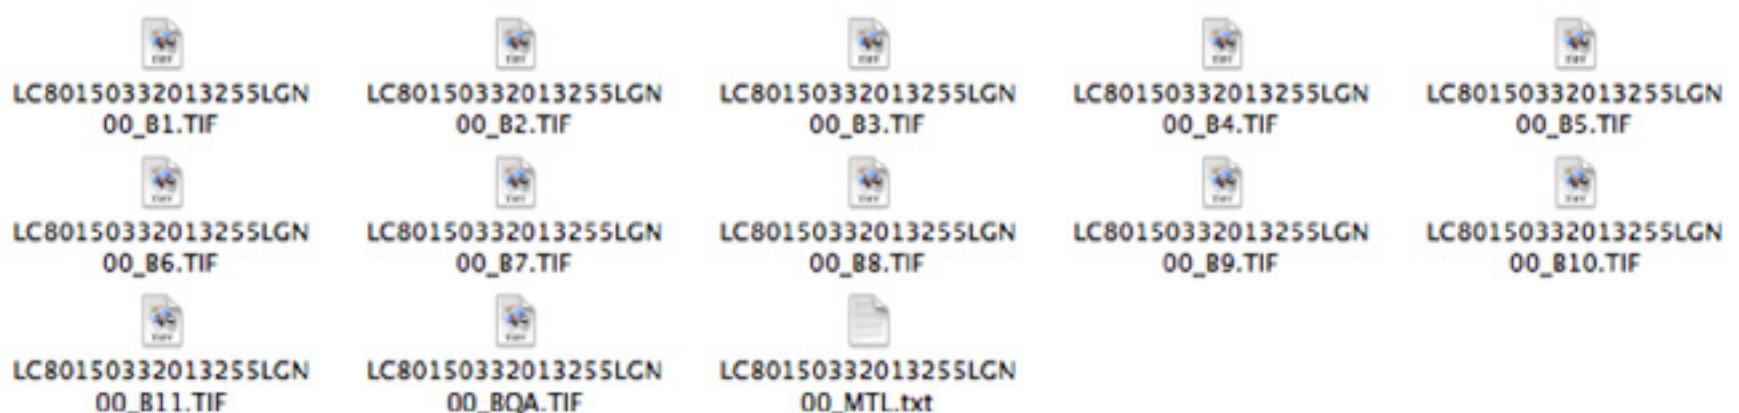 LC80150332013255LGN
00_B1.TIF
LC80150332013255LGN
00_B2.TIF
LC80150332013255LGN
00_B3.TIF
LC80150332013255LGN
00_B4.TIF
LC80150332013255LGN
00_B5.TIF
LC80150332013255LGN
00_B6.TIF
LC80150332013255LGN
00_B7.TIF
LC80150332013255LGN
00_B8.TIF
LC80150332013255LGN
00_B9.TIF
LC80150332013255LGN
00_B10.TIF
LC80150332013255LGN
00_B11.TIF
LC80150332013255LGN
00_BQA.TIF
LC80150332013255LGN
00_MTL.txt